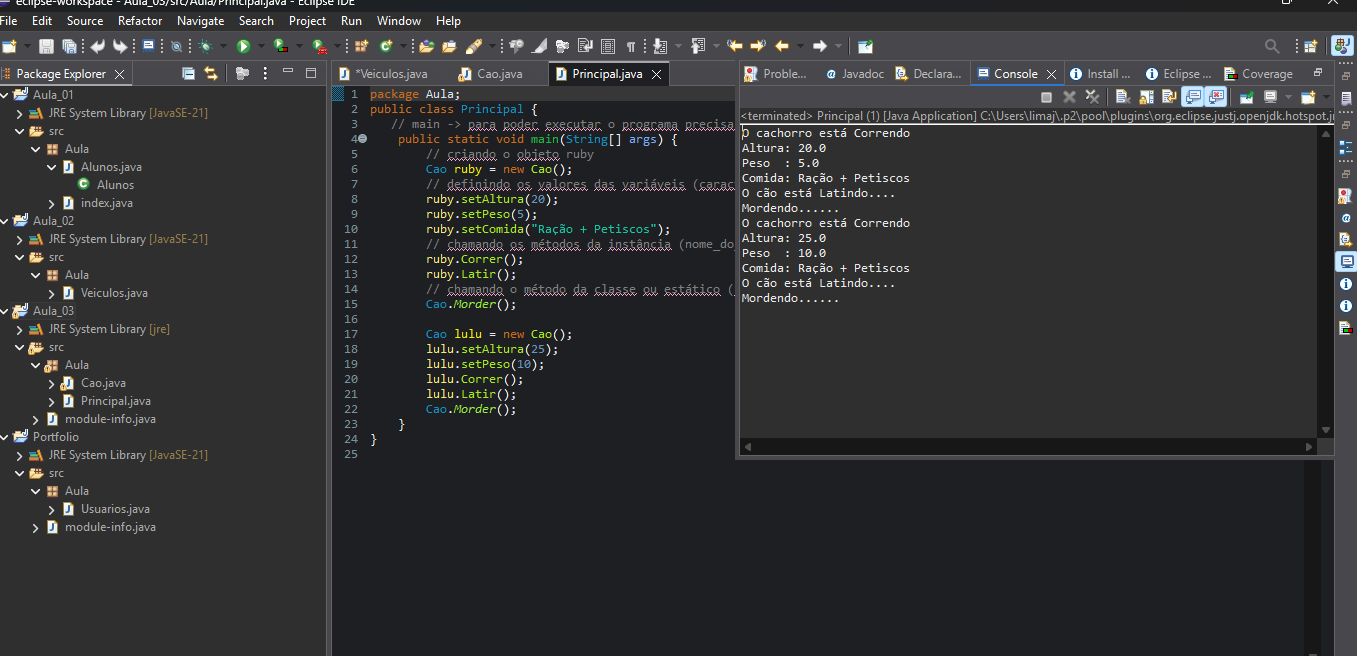 eclipse-workspace - Aula_03/src/Aula/Principal.java - Eclipse IDE
File Edit Source Refactor Navigate Search Project Run Window Help
Package Explorer
Aula_01
JRE System Library [JavaSE-21]
src
Aula
Alunos.java
Alunos
index.java
Aula_02
JRE System Library [JavaSE-21]
src
Aula
Veiculos.java
Aula_03
JRE System Library [jre]
src
Aula
Cao.java
Principal.java
module-info.java
Portfolio
JRE System Library [JavaSE-21]
src
Aula
Usuarios.java
module-info.java
*Veiculos.java Cao.java Principal.java
1 package Aula;
2 public class Principal {
3 // main -> para poder executar o programa precisa
4 public static void main(String[] args) {
5 // criando o objeto ruby
6 Cao ruby = new Cao();
7 // definindo os valores das variáveis (carac
8 ruby.setAltura(20);
9 ruby.setPeso(5);
10 ruby.setComida("Ração + Petiscos");
11 // chamando os métodos da instância (nome_do
12 ruby.Correr();
13 ruby.Latir();
14 // chamando o método da classe ou estático (
15 Cao.Morder();
16
17 Cao lulu = new Cao();
18 lulu.setAltura(25);
19 lulu.setPeso(10);
20 lulu.Correr();
21 lulu.Latir();
22 Cao.Morder();
23 }
24 }
25
Proble... Javadoc Declara... Console Install ... Eclipse ... Coverage
<terminated> Principal (1) [Java Application] C:\Users\limaj\.p2\pool\plugins\org.eclipse.justj.openjdk.hotspot.jr
O cachorro está Correndo
Altura: 20.0
Peso : 5.0
Comida: Ração + Petiscos
O cão está Latindo....
Mordendo......
O cachorro está Correndo
Altura: 25.0
Peso : 10.0
Comida: Ração + Petiscos
O cão está Latindo....
Mordendo......